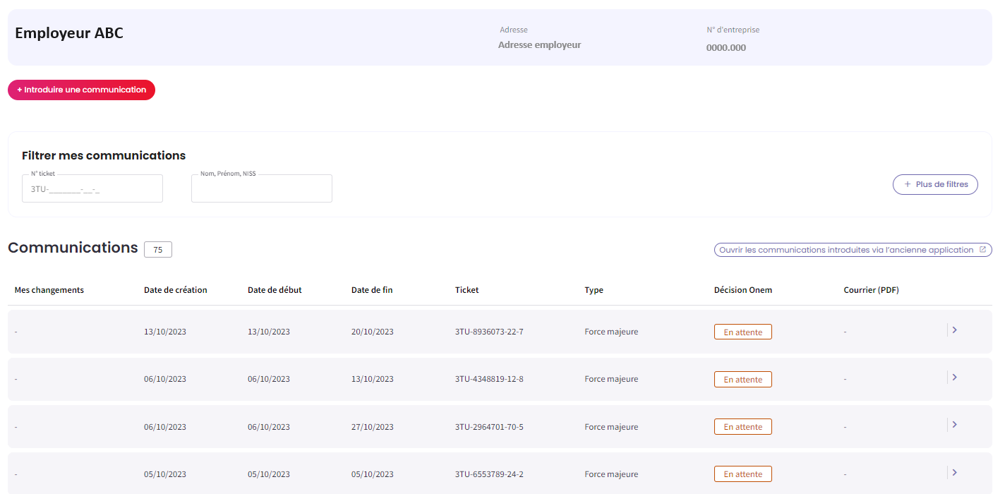 Employeur ABC
Adresse
Adresse employeur
N° d'entreprise
0000.000
+ Introduire une communication
Filtrer mes communications
N° ticket
3TU-_______-__-_
Nom, Prénom, NISS
+ Plus de filtres
Communications 75
Ouvrir les communications introduites via l'ancienne application
Mes changements Date de création Date de début Date de fin Ticket Type Décision Onem Courrier (PDF)
- 13/10/2023 13/10/2023 20/10/2023 3TU-8936073-22-7 Force majeure En attente -
- 06/10/2023 06/10/2023 13/10/2023 3TU-4348819-12-8 Force majeure En attente -
- 06/10/2023 06/10/2023 27/10/2023 3TU-2964701-70-5 Force majeure En attente -
- 05/10/2023 05/10/2023 05/10/2023 3TU-6553789-24-2 Force majeure En attente -